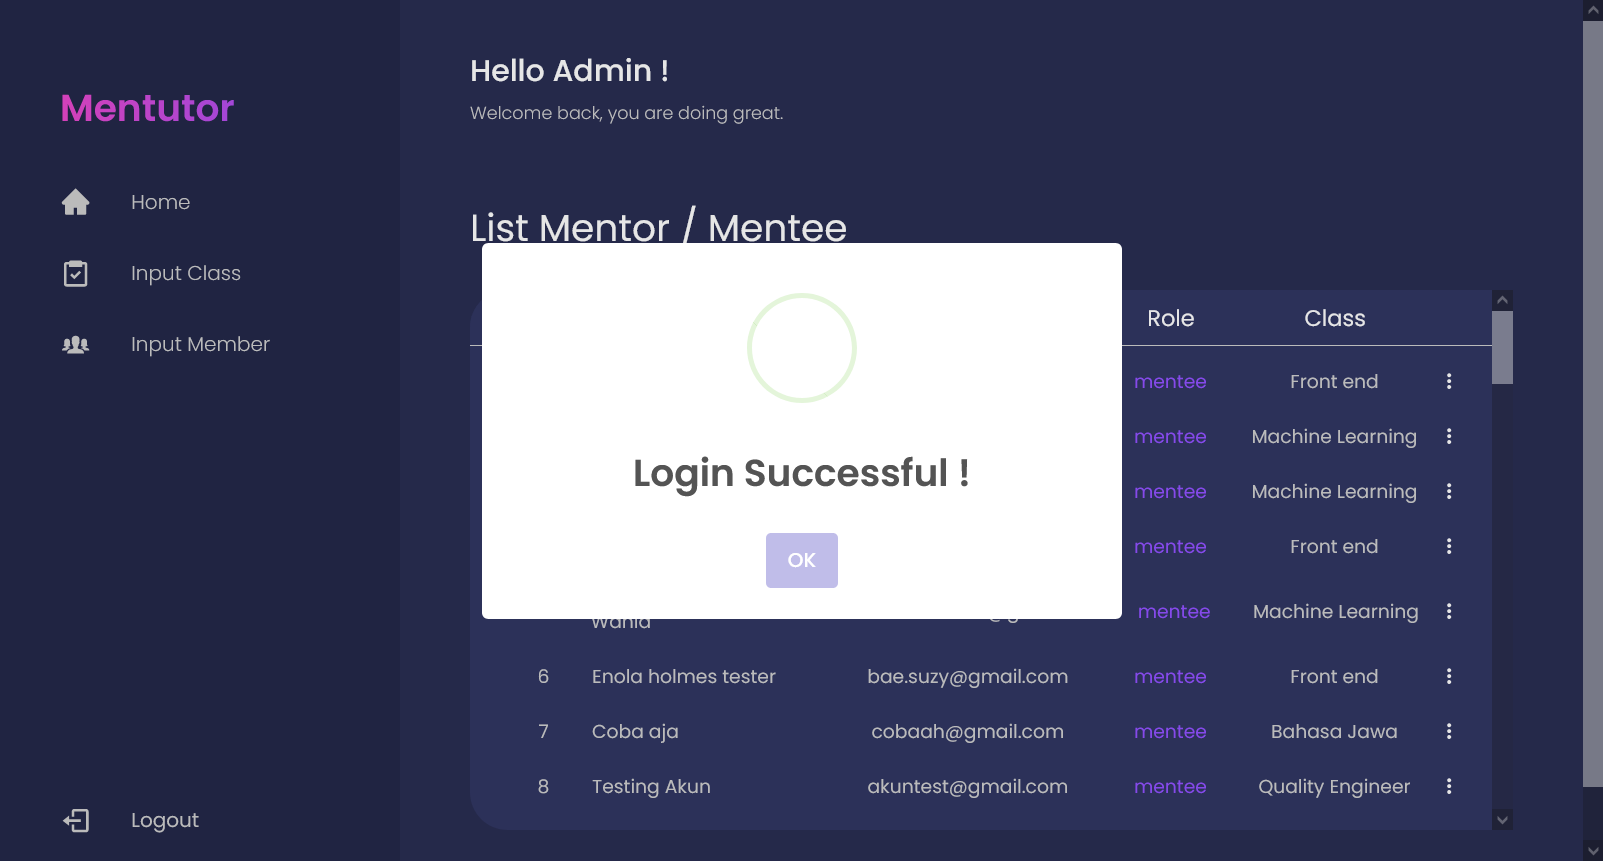 Mentutor
Home
Input Class
Input Member
Logout
Hello Admin !
Welcome back, you are doing great.
List Mentor / Mentee
Role Class
mentee Front end
mentee Machine Learning
mentee Machine Learning
mentee Front end
mentee Machine Learning
6 Enola holmes tester bae.suzy@gmail.com mentee Front end
7 Coba aja cobaah@gmail.com mentee Bahasa Jawa
8 Testing Akun akuntest@gmail.com mentee Quality Engineer
Login Successful !
OK